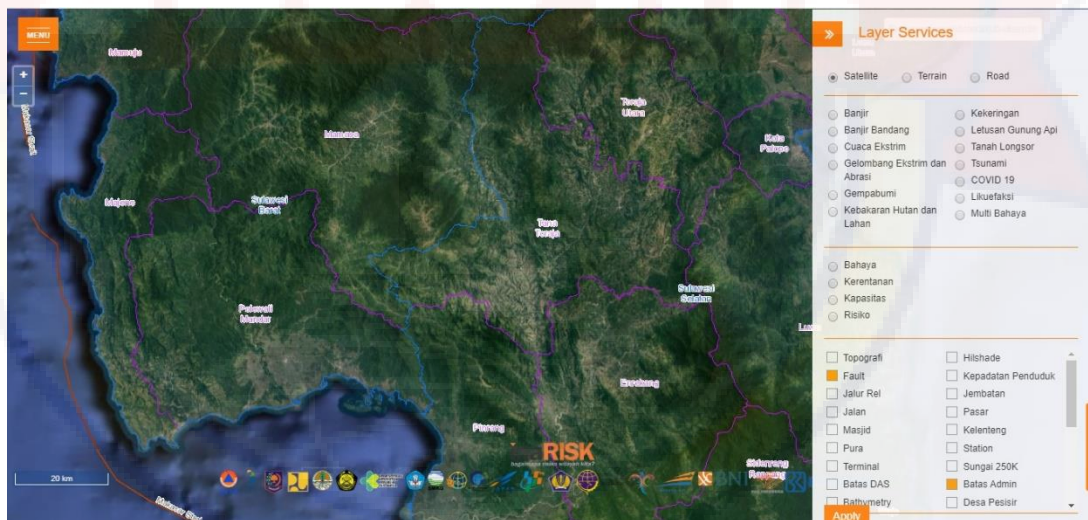 MENU
+
−
Mamuju
Mamasa
Toraja
Utara
Kota
Palopo
Majene
Sulawesi
Barat
Tana
Toraja
Sulawesi
Selatan
Polewali
Mandar
Enrekang
Pinrang
Sidenreng
Rappang
RISK
20 km
»
Layer Services
Satellite
Terrain
Road
Banjir
Kekeringan
Banjir Bandang
Letusan Gunung Api
Cuaca Ekstrim
Tanah Longsor
Gelombang Ekstrim dan
Abrasi
Tsunami
COVID 19
Gempabumi
Likuefaksi
Kebakaran Hutan dan
Lahan
Multi Bahaya
Bahaya
Kerentanan
Kapasitas
Risiko
Topografi
Hilshade
Fault
Kepadatan Penduduk
Jalur Rel
Jembatan
Jalan
Pasar
Masjid
Kelenteng
Pura
Station
Terminal
Sungai 250K
Batas DAS
Batas Admin
Bathymetry
Desa Pesisir
Apply